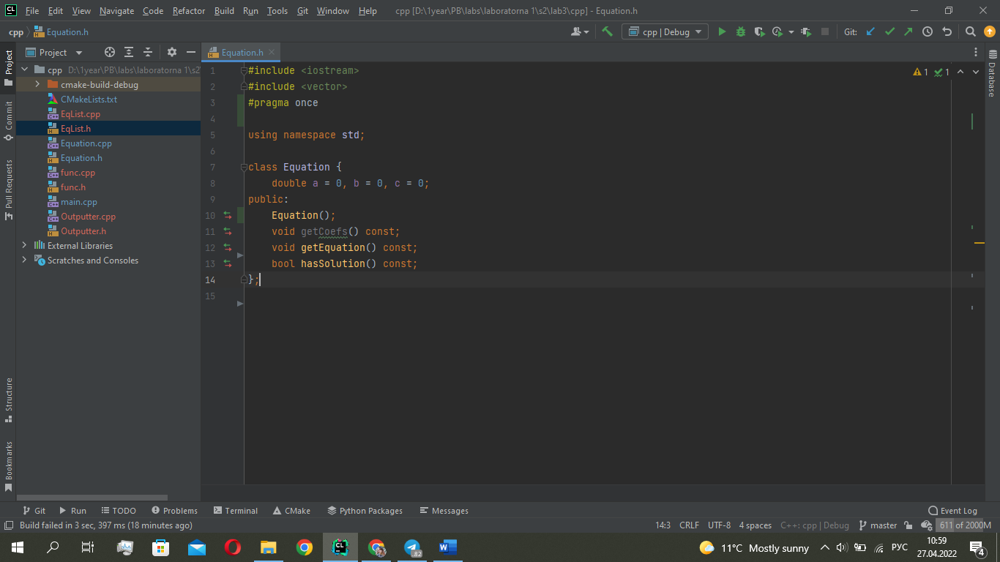 CL File Edit View Navigate Code Refactor Build Run Tools Git Window Help cpp [D:\1year\PB\labs\laboratorna 1\s2\lab3\cpp] - Equation.h
cpp Equation.h cpp | Debug Git:
Project
Equation.h
cpp D:\1year\PB\labs\laboratorna 1\s2\
cmake-build-debug
CMakeLists.txt
EqList.cpp
EqList.h
Equation.cpp
Equation.h
func.cpp
func.h
main.cpp
Outputter.cpp
Outputter.h
External Libraries
Scratches and Consoles
1 #include <iostream>
2 #include <vector>
3 #pragma once
4
5 using namespace std;
6
7 class Equation {
8 double a = 0, b = 0, c = 0;
9 public:
10 Equation();
11 void getCoefs() const;
12 void getEquation() const;
13 bool hasSolution() const;
14 };
15
1 1
Project
Commit
Pull Requests
Structure
Bookmarks
Database
Git Run TODO Problems Terminal CMake Python Packages Messages Event Log
Build failed in 3 sec, 397 ms (18 minutes ago) 14:3 CRLF UTF-8 4 spaces C++: cpp | Debug master 611 of 2000M
82 11°C Mostly sunny РУС 10:59
27.04.2022 4